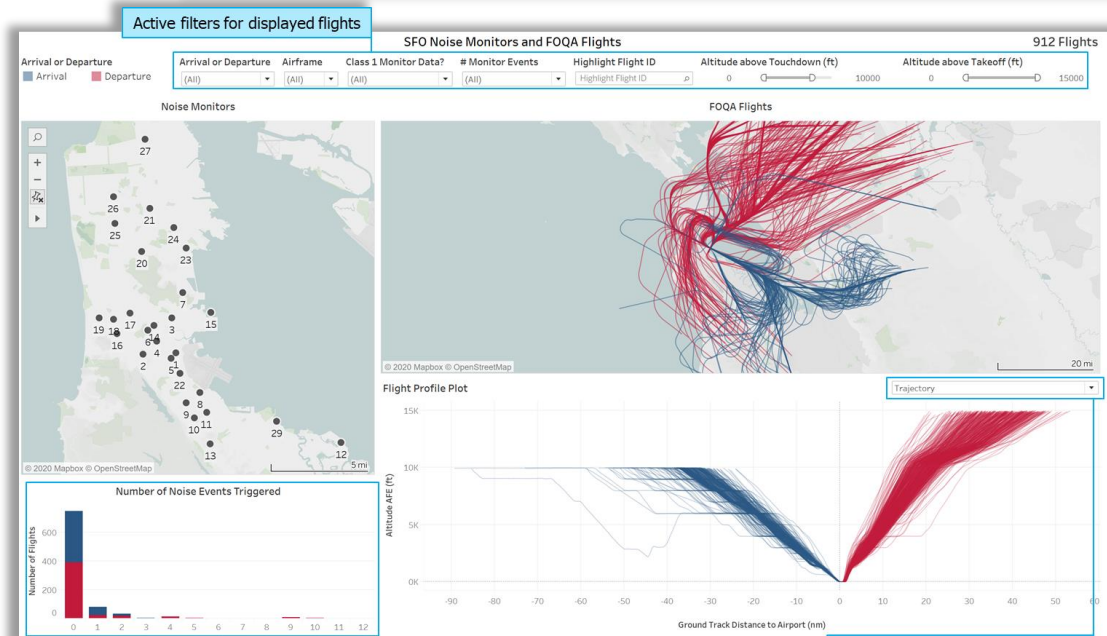 Active filters for displayed flights
SFO Noise Monitors and FOQA Flights
912 Flights
Arrival or Departure
Arrival
Departure
Arrival or Departure
(All)
Airframe
(All)
Class 1 Monitor Data?
(All)
# Monitor Events
(All)
Highlight Flight ID
Highlight Flight ID
Altitude above Touchdown (ft)
0 10000
Altitude above Takeoff (ft)
0 15000
Noise Monitors
27
26
21
25
24
20
23
7
19
18
17
3
15
14
6
16
4
2
1
5
22
8
9
11
10
29
12
13
5 mi
© 2020 Mapbox © OpenStreetMap
FOQA Flights
© 2020 Mapbox © OpenStreetMap
20 mi
Flight Profile Plot
Trajectory
15K
10K
5K
0K
Altitude AFE (ft)
-90 -80 -70 -60 -50 -40 -30 -20 -10 0 10 20 30 40 50 60
Ground Track Distance to Airport (nm)
Number of Noise Events Triggered
Number of Flights
600
400
200
0
0 1 2 3 4 5 6 7 8 9 10 11 12